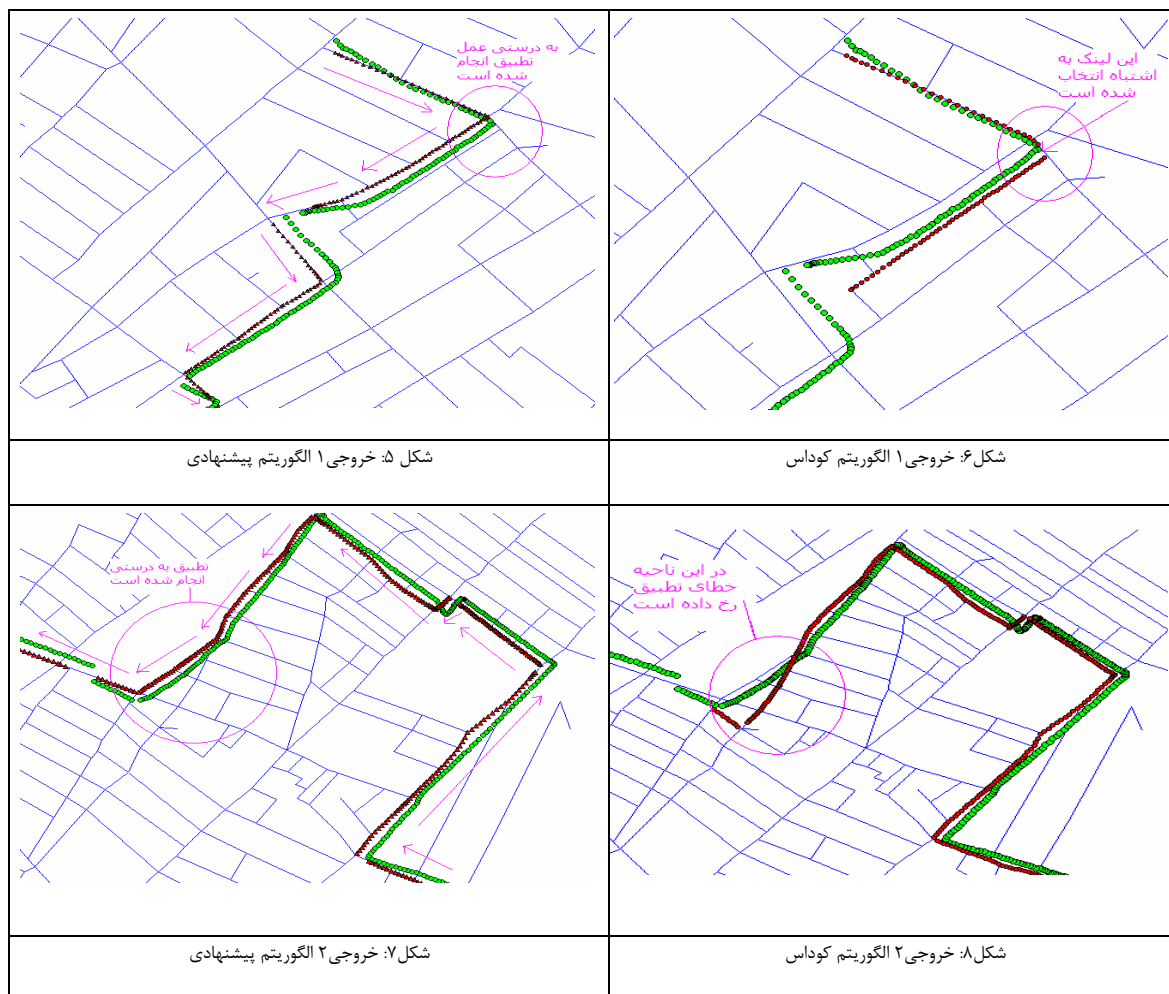 به درستی عمل
تطبیق انجام
شده است
این لینک به
اشتباه انتخاب
شده است
شکل ۵: خروجی۱ الگوریتم پیشنهادی
شکل۶: خروجی۱ الگوریتم کوداس
تطبیق به درستی
انجام شده است
در این ناحیه
خطای تطبیق
رخ داده است
شکل۷: خروجی۲ الگوریتم پیشنهادی
شکل۸: خروجی۲ الگوریتم کوداس